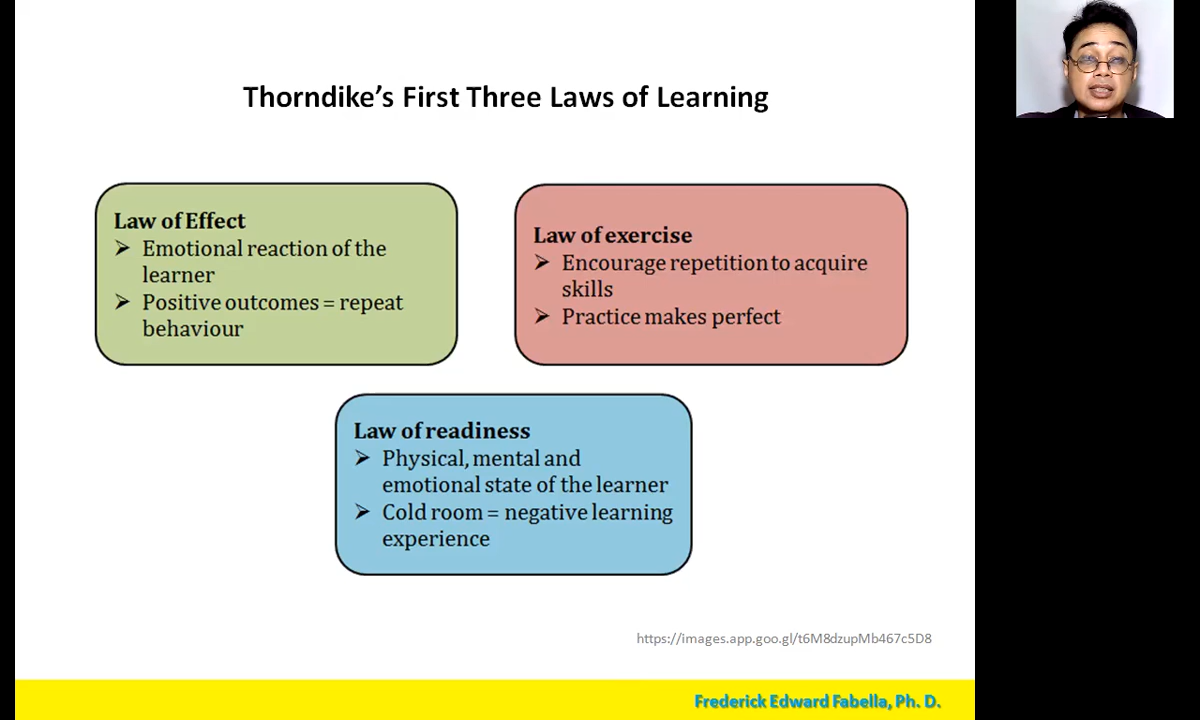 Thorndike’s First Three Laws of Learning
Law of Effect
➤ Emotional reaction of the
learner
➤ Positive outcomes = repeat
behaviour
Law of exercise
➤ Encourage repetition to acquire
skills
➤ Practice makes perfect
Law of readiness
➤ Physical, mental and
emotional state of the learner
➤ Cold room = negative learning
experience
https://images.app.goo.gl/t6M8dzupMb467c5D8
Frederick Edward Fabella, Ph. D.